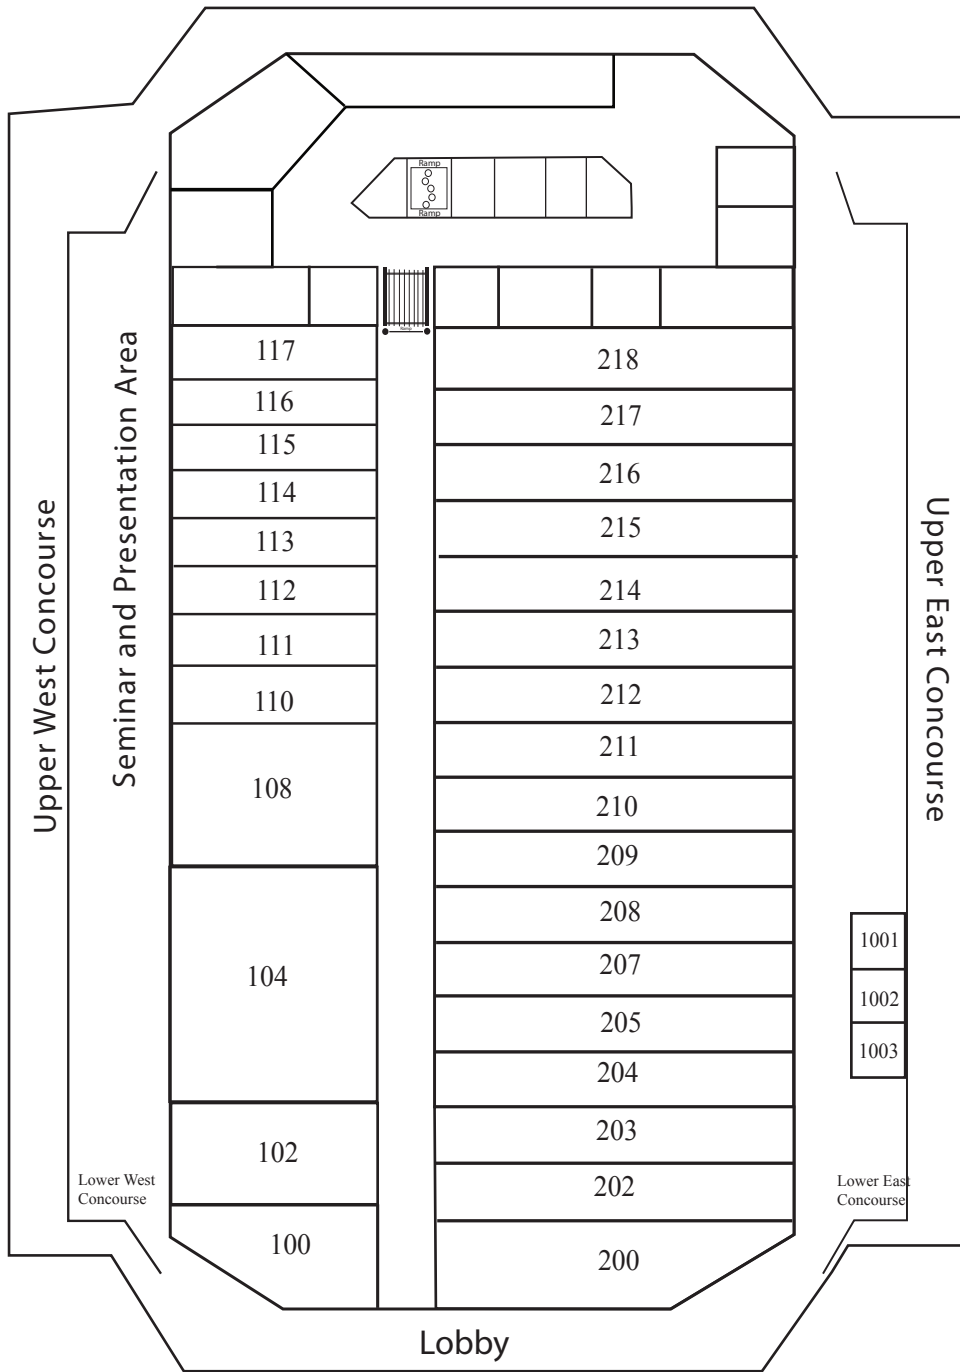 Ramp
Ramp
Ramp
117
116
115
114
113
112
111
110
108
104
102
100
218
217
216
215
214
213
212
211
210
209
208
207
205
204
203
202
200
1001
1002
1003
Upper West Concourse
Seminar and Presentation Area
Upper East Concourse
Lower West
Concourse
Lower East
Concourse
Lobby